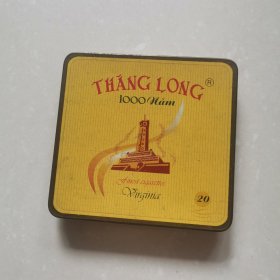 THĂNG LONG ®
1000 Năm
Finest cigarettes
Virginia
20